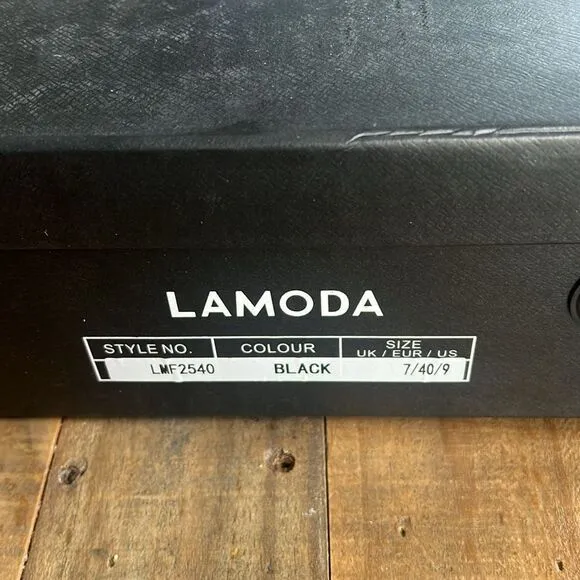 LAMODA
STYLE NO. COLOUR SIZE
UK / EUR / US
LMF2540 BLACK 7/40/9